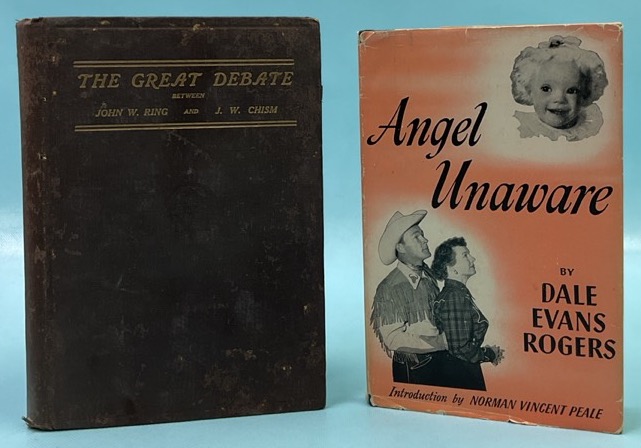 THE GREAT DEBATE
BETWEEN
JOHN W. RING AND J. W. CHISM
Angel
Unaware
BY
DALE
EVANS
ROGERS
Introduction by NORMAN VINCENT PEALE